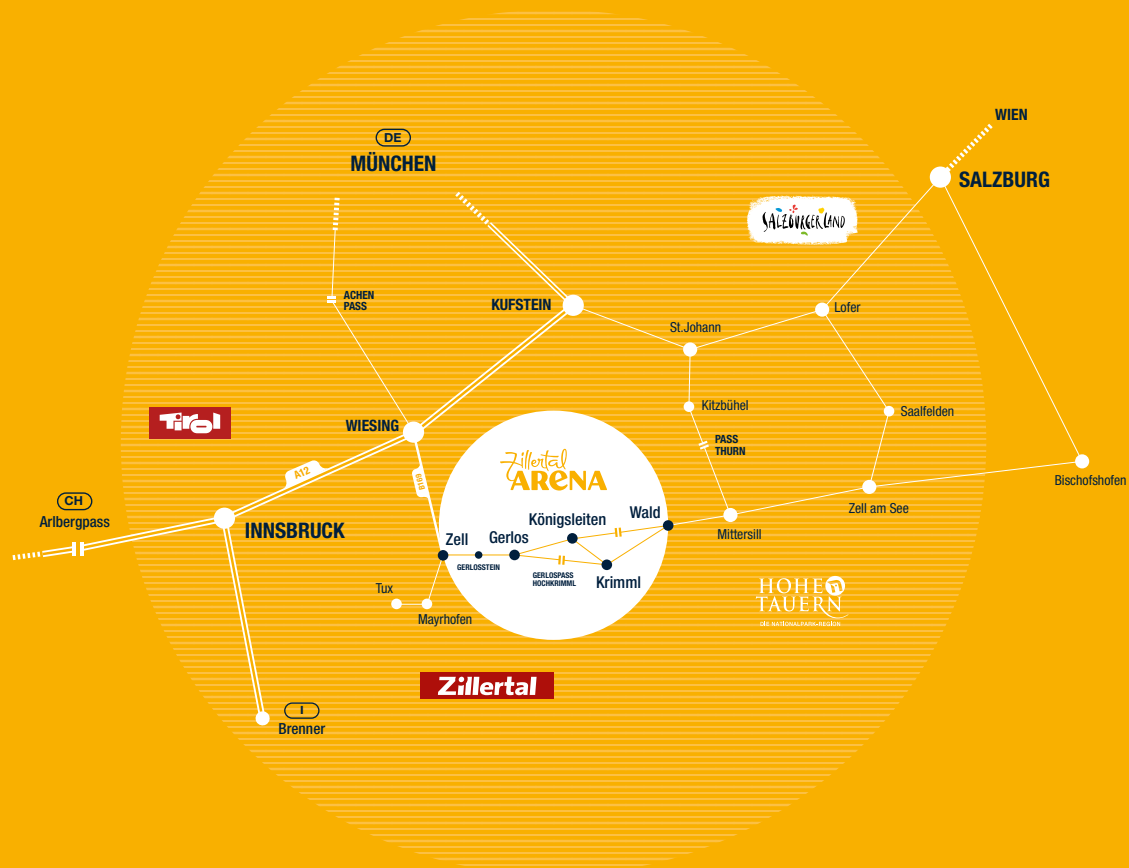 WIEN
DE
MÜNCHEN
SALZBURG
SALZBURGERLAND
ACHEN
PASS
KUFSTEIN
Lofer
St.Johann
Kitzbühel
Saalfelden
Tirol
WIESING
PASS
THURN
Zillertal
ARENA
A12
B169
CH
Arlbergpass
INNSBRUCK
Bischofshofen
Zell am See
Mittersill
Wald
Königsleiten
Zell
Gerlos
GERLOSSTEIN
GERLOSPASS
HOCHKRIMML
Krimml
Tux
Mayrhofen
HOHE
TAUERN
DIE NATIONALPARK-REGION
Zillertal
I
Brenner